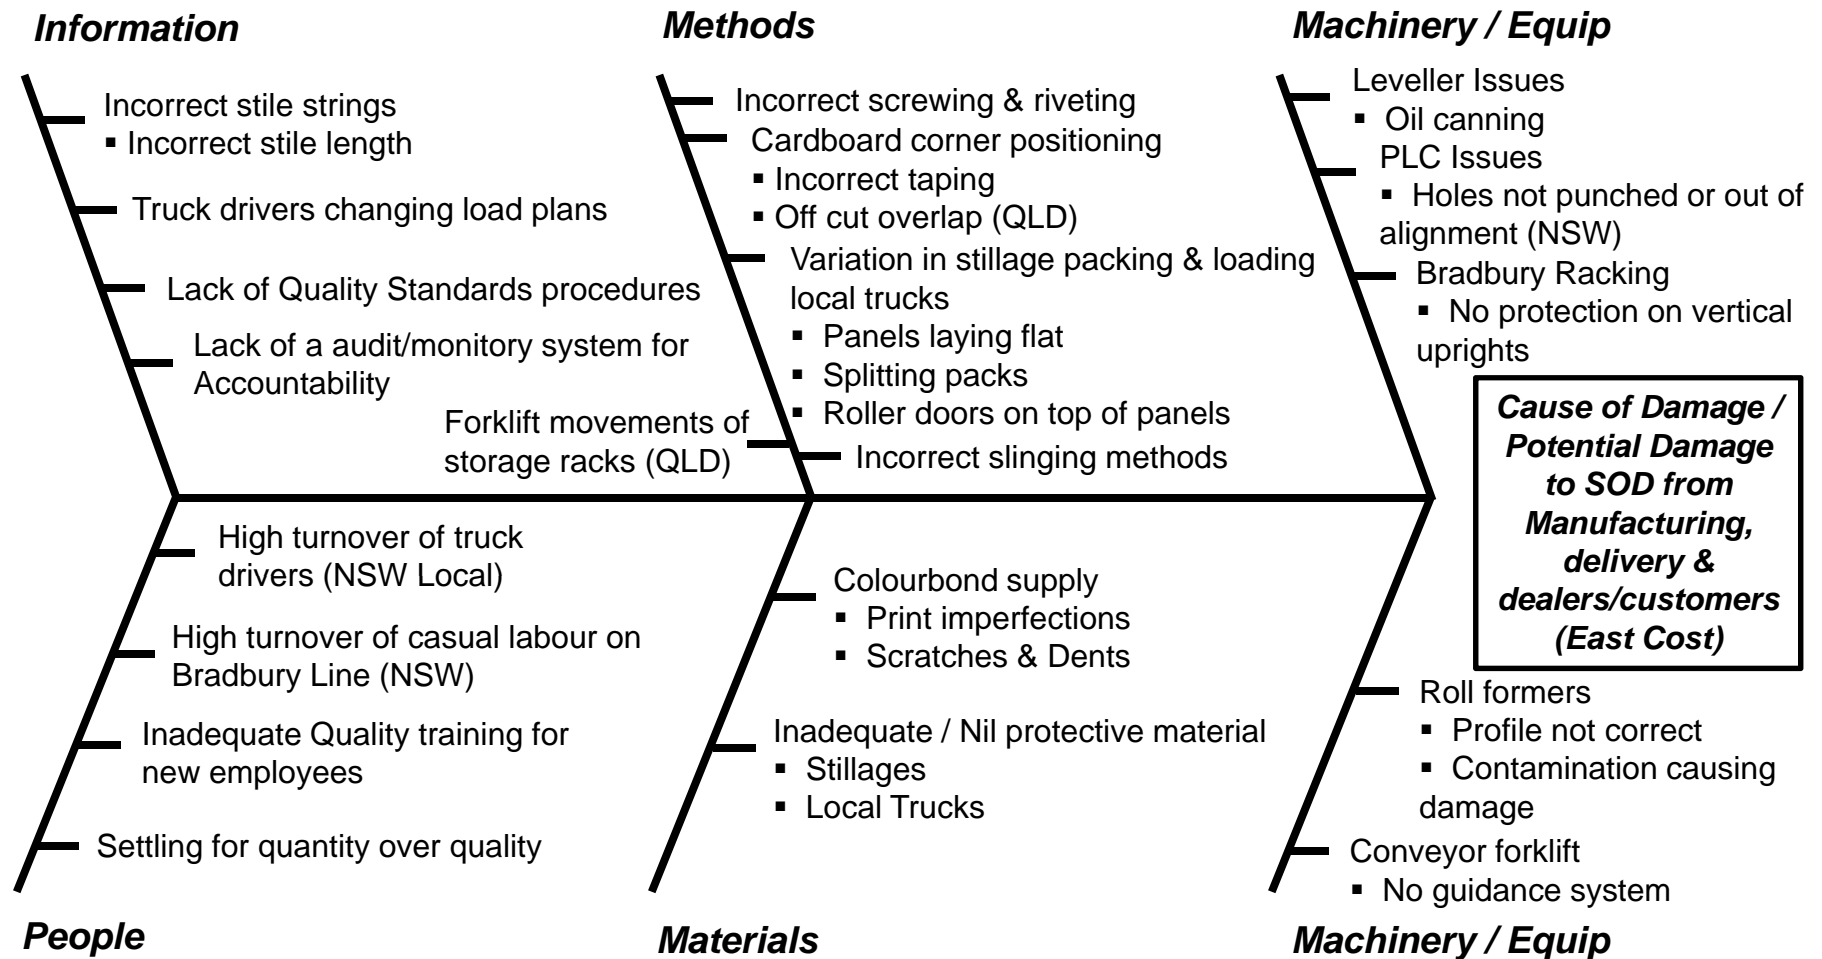 Information
Incorrect stile strings
▪ Incorrect stile length
Truck drivers changing load plans
Lack of Quality Standards procedures
Lack of a audit/monitory system for
Accountability
Methods
Incorrect screwing & riveting
Cardboard corner positioning
▪ Incorrect taping
▪ Off cut overlap (QLD)
Variation in stillage packing & loading
local trucks
▪ Panels laying flat
▪ Splitting packs
▪ Roller doors on top of panels
Forklift movements of
storage racks (QLD)
Incorrect slinging methods
Machinery / Equip
Leveller Issues
▪ Oil canning
PLC Issues
▪ Holes not punched or out of
alignment (NSW)
Bradbury Racking
▪ No protection on vertical
uprights
Cause of Damage /
Potential Damage
to SOD from
Manufacturing,
delivery &
dealers/customers
(East Cost)
High turnover of truck
drivers (NSW Local)
High turnover of casual labour on
Bradbury Line (NSW)
Inadequate Quality training for
new employees
Settling for quantity over quality
People
Colourbond supply
▪ Print imperfections
▪ Scratches & Dents
Inadequate / Nil protective material
▪ Stillages
▪ Local Trucks
Materials
Roll formers
▪ Profile not correct
▪ Contamination causing
damage
Conveyor forklift
▪ No guidance system
Machinery / Equip